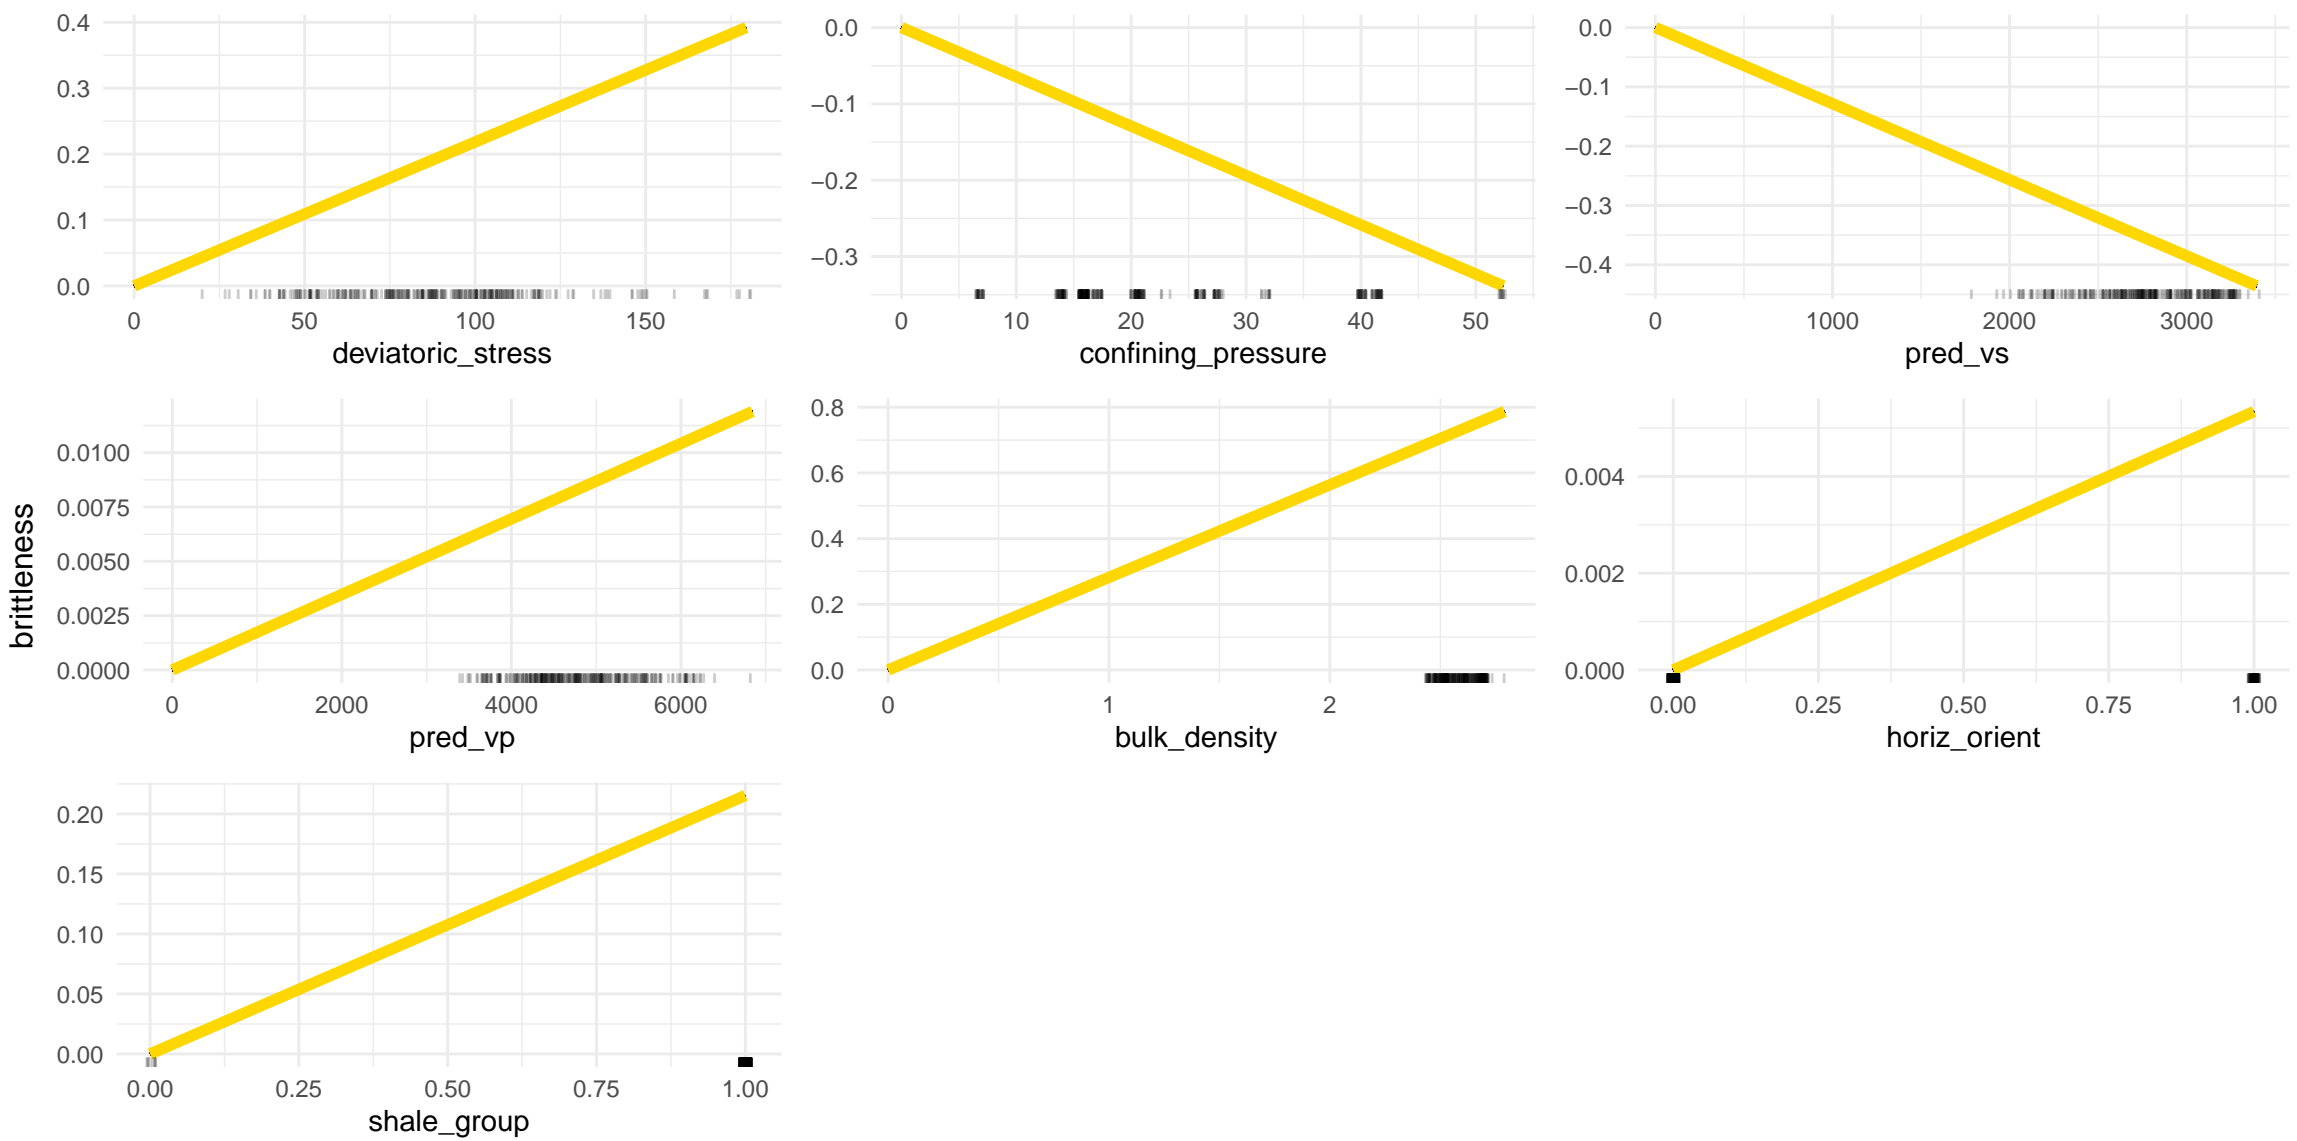 0.4
0.3
0.2
0.1
0.0
0 50 100 150
deviatoric_stress
0.0
−0.1
−0.2
−0.3
0 10 20 30 40 50
confining_pressure
0.0
−0.1
−0.2
−0.3
−0.4
0 1000 2000 3000
pred_vs
brittleness
0.0100
0.0075
0.0050
0.0025
0.0000
0 2000 4000 6000
pred_vp
0.8
0.6
0.4
0.2
0.0
0 1 2
bulk_density
0.004
0.002
0.000
0.00 0.25 0.50 0.75 1.00
horiz_orient
0.20
0.15
0.10
0.05
0.00
0.00 0.25 0.50 0.75 1.00
shale_group